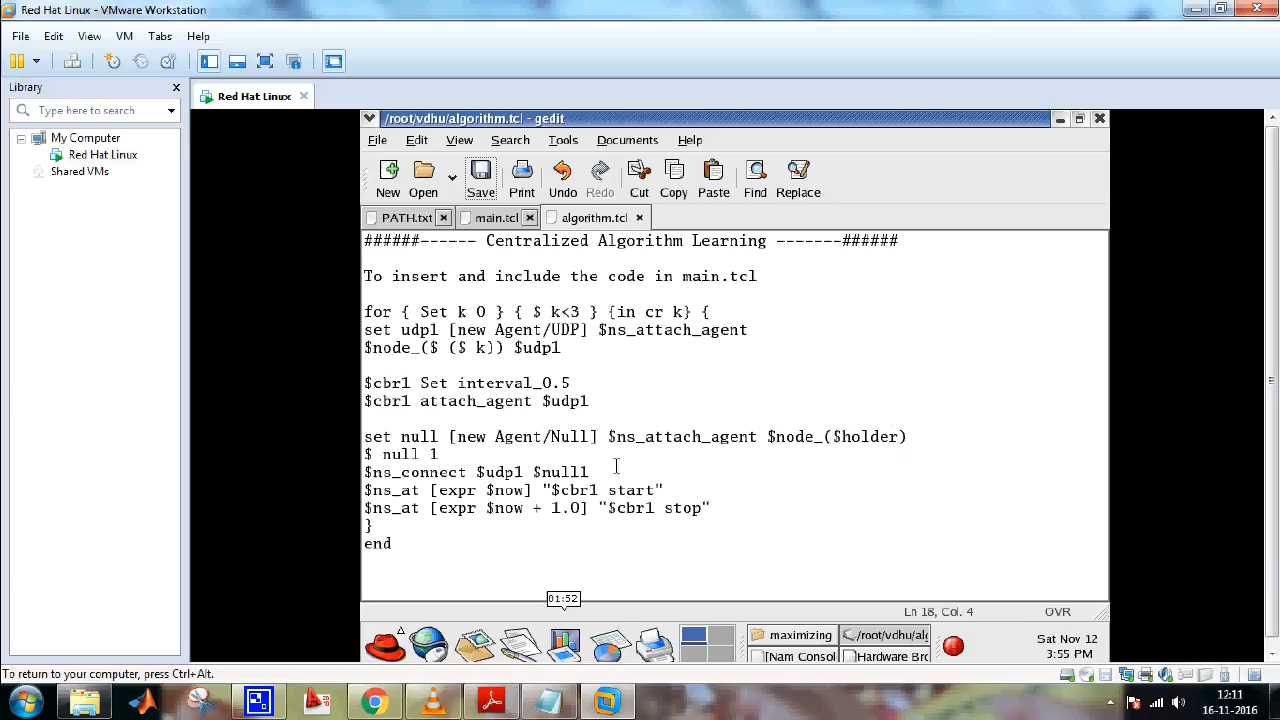 Red Hat Linux - VMware Workstation
File Edit View VM Tabs Help
Library
Type here to search
My Computer
Red Hat Linux
Shared VMs
Red Hat Linux
/root/vdhu/algorithm.tcl - gedit
File Edit View Search Tools Documents Help
New Open Save Print Undo Redo Cut Copy Paste Find Replace
PATH.txt main.tcl algorithm.tcl
######------ Centralized Algorithm Learning -------######
To insert and include the code in main.tcl
for { Set k 0 } { $ k<3 } {in cr k} {
set udp1 [new Agent/UDP] $ns_attach_agent
$node_($ ($ k)) $udp1
$cbr1 Set interval_0.5
$cbr1 attach_agent $udp1
set null [new Agent/Null] $ns_attach_agent $node_($holder)
$ null 1
$ns_connect $udp1 $null1
$ns_at [expr $now] "$cbr1 start"
$ns_at [expr $now + 1.0] "$cbr1 stop"
}
end
01:52
Ln 18, Col. 4 OVR
maximizing /root/vdhu/alg
[Nam Consol Hardware Bro
Sat Nov 12
3:55 PM
To return to your computer, press Ctrl+Alt.
12:11
16-11-2016